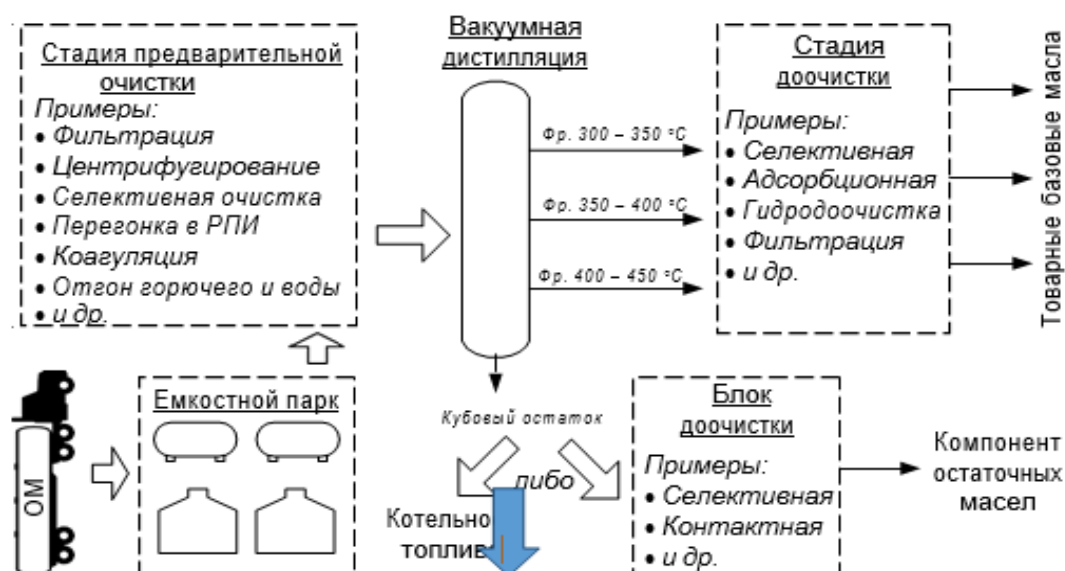 Стадия предварительной
очистки
Примеры:
• Фильтрация
• Центрифугирование
• Селективная очистка
• Перегонка в РПИ
• Коагуляция
• Отгон горючего и воды
• и др.
Вакуумная
дистилляция
Фр. 300 – 350 °С
Фр. 350 – 400 °С
Фр. 400 – 450 °С
Стадия
доочистки
Примеры:
• Селективная
• Адсорбционная
• Гидродоочистка
• Фильтрация
• и др.
Товарные базовые масла
ОМ
Емкостной парк
Кубовый остаток
либо
Котельно
топлив
Блок
доочистки
Примеры:
• Селективная
• Контактная
• и др.
Компонент
остаточных
масел